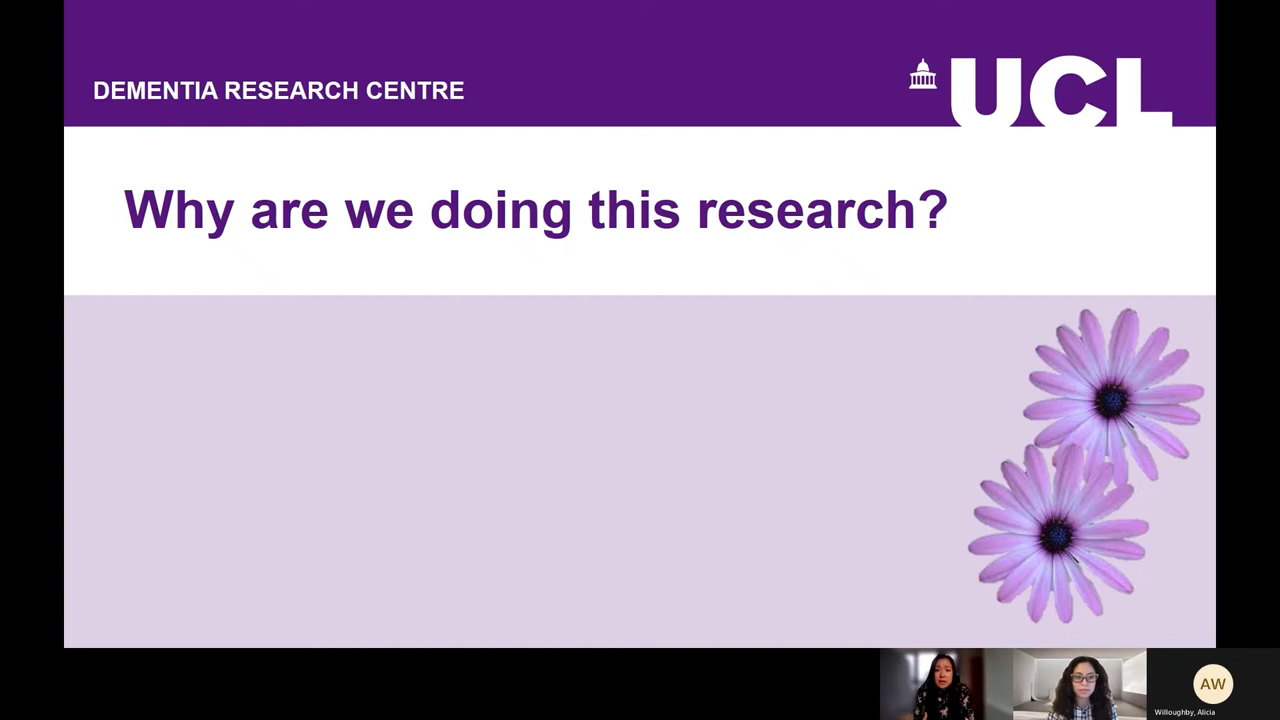 DEMENTIA RESEARCH CENTRE
UCL
Why are we doing this research?
AW
Willoughby, Alicia